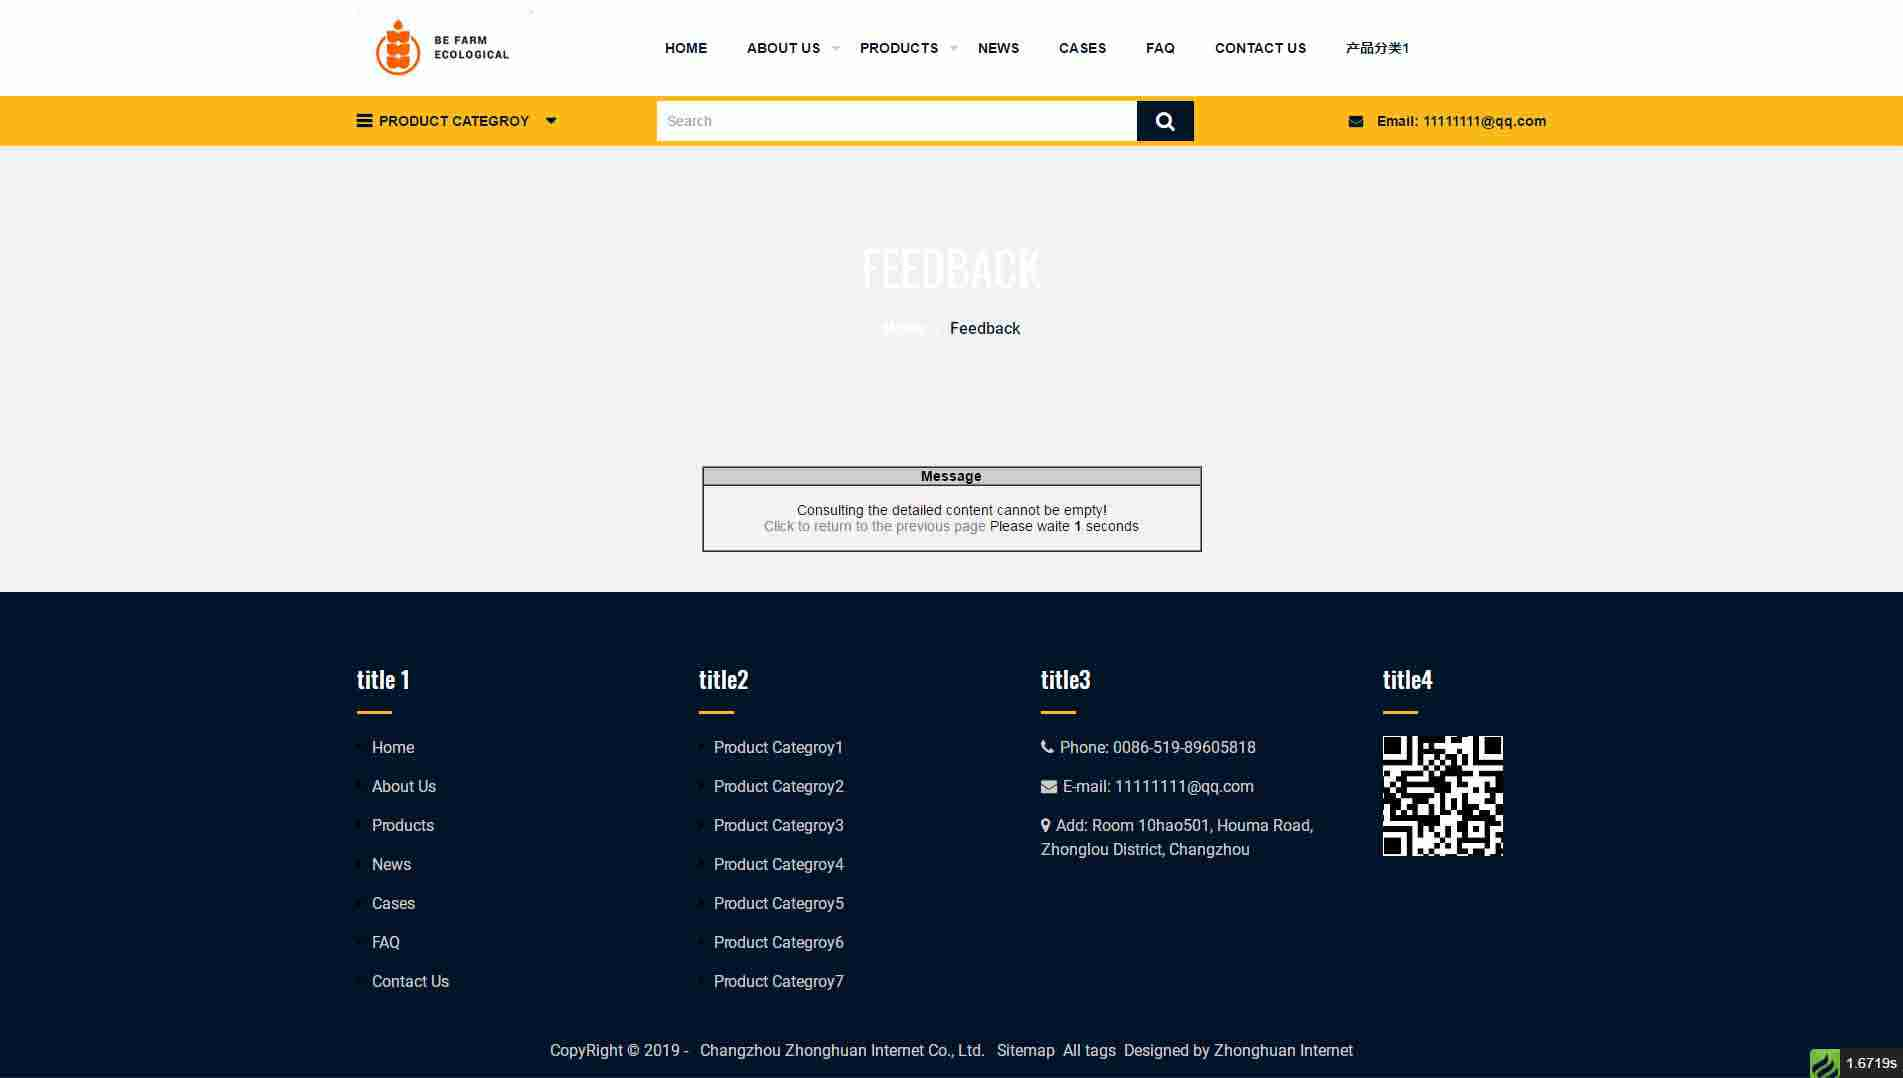 BE FARM
ECOLOGICAL
HOME ABOUT US PRODUCTS NEWS CASES FAQ CONTACT US 产品分类1
PRODUCT CATEGROY
Search
Email: 11111111@qq.com
FEEDBACK
Home Feedback
Message
Consulting the detailed content cannot be empty!
Click to return to the previous page Please waite 1 seconds
title 1
Home
About Us
Products
News
Cases
FAQ
Contact Us
title2
Product Categroy1
Product Categroy2
Product Categroy3
Product Categroy4
Product Categroy5
Product Categroy6
Product Categroy7
title3
Phone: 0086-519-89605818
E-mail: 11111111@qq.com
Add: Room 10hao501, Houma Road,
Zhonglou District, Changzhou
title4
CopyRight © 2019 - Changzhou Zhonghuan Internet Co., Ltd. Sitemap All tags Designed by Zhonghuan Internet
1.6719s